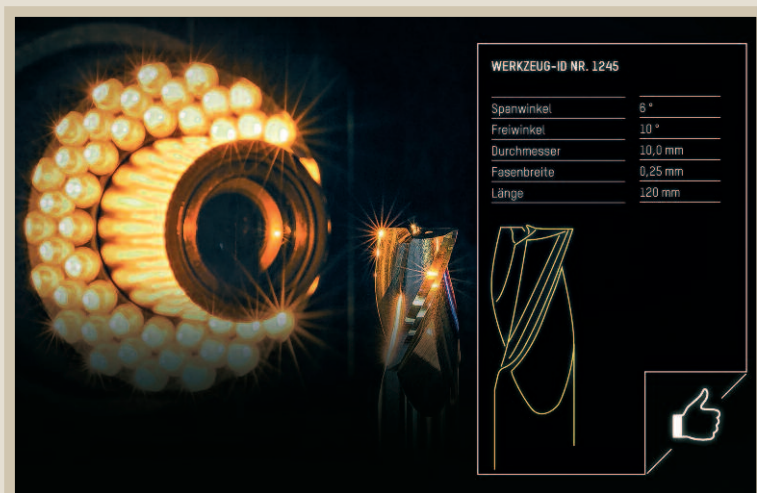 WERKZEUG-ID NR. 1245
Spanwinkel 6 °
Freiwinkel 10 °
Durchmesser 10,0 mm
Fasenbreite 0,25 mm
Länge 120 mm